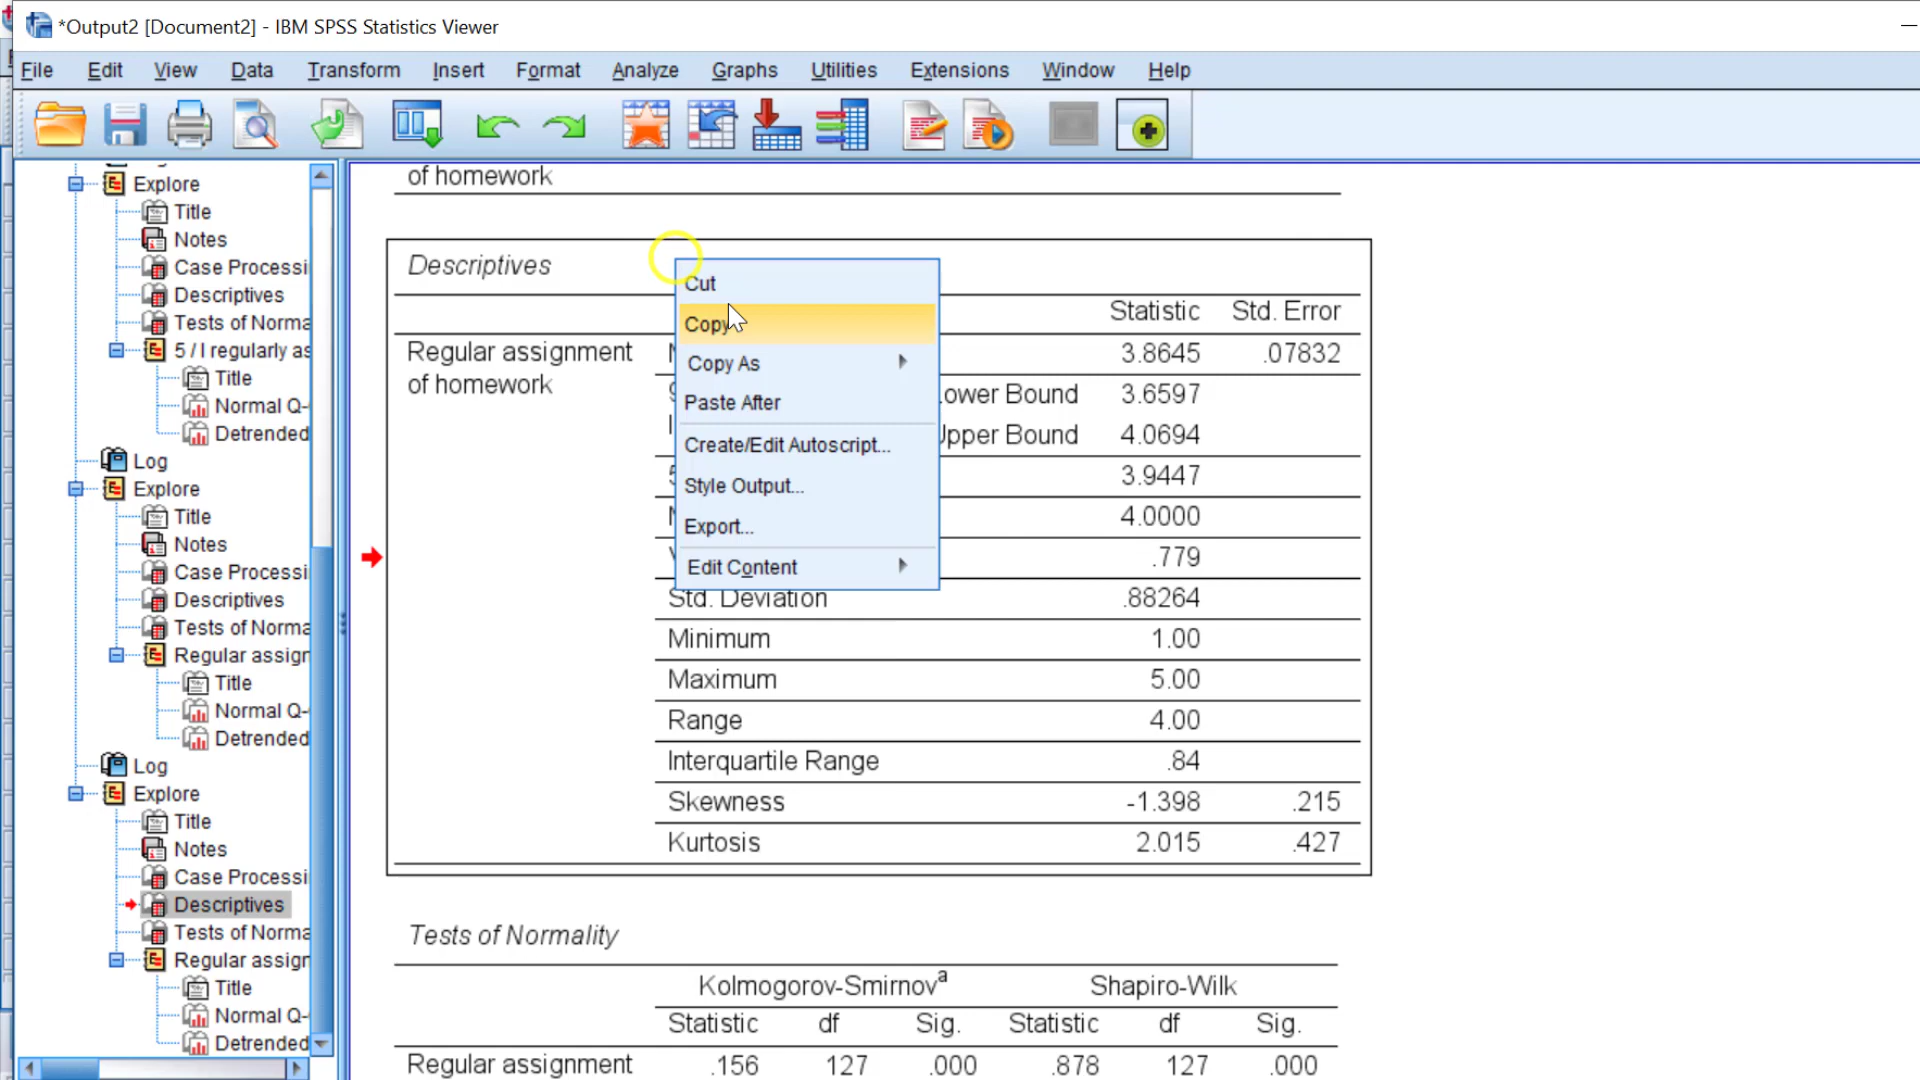 *Output2 [Document2] - IBM SPSS Statistics Viewer
File Edit View Data Transform Insert Format Analyze Graphs Utilities Extensions Window Help
Explore
Title
Notes
Case Processi
Descriptives
Tests of Norma
5 / I regularly as
Title
Normal Q-
Detrended
Log
Explore
Title
Notes
Case Processi
Descriptives
Tests of Norma
Regular assign
Title
Normal Q-
Detrended
Log
Explore
Title
Notes
Case Processi
Descriptives
Tests of Norma
Regular assign
Title
Normal Q-
Detrended
of homework
Descriptives
Statistic Std. Error
Regular assignment 3.8645 .07832
of homework
Lower Bound 3.6597
Upper Bound 4.0694
3.9447
4.0000
.779
Std. Deviation .88264
Minimum 1.00
Maximum 5.00
Range 4.00
Interquartile Range .84
Skewness -1.398 .215
Kurtosis 2.015 .427
Cut
Copy
Copy As
Paste After
Create/Edit Autoscript...
Style Output...
Export...
Edit Content
Tests of Normality
Kolmogorov-Smirnovᵃ Shapiro-Wilk
Statistic df Sig. Statistic df Sig.
Regular assignment .156 127 .000 .878 127 .000